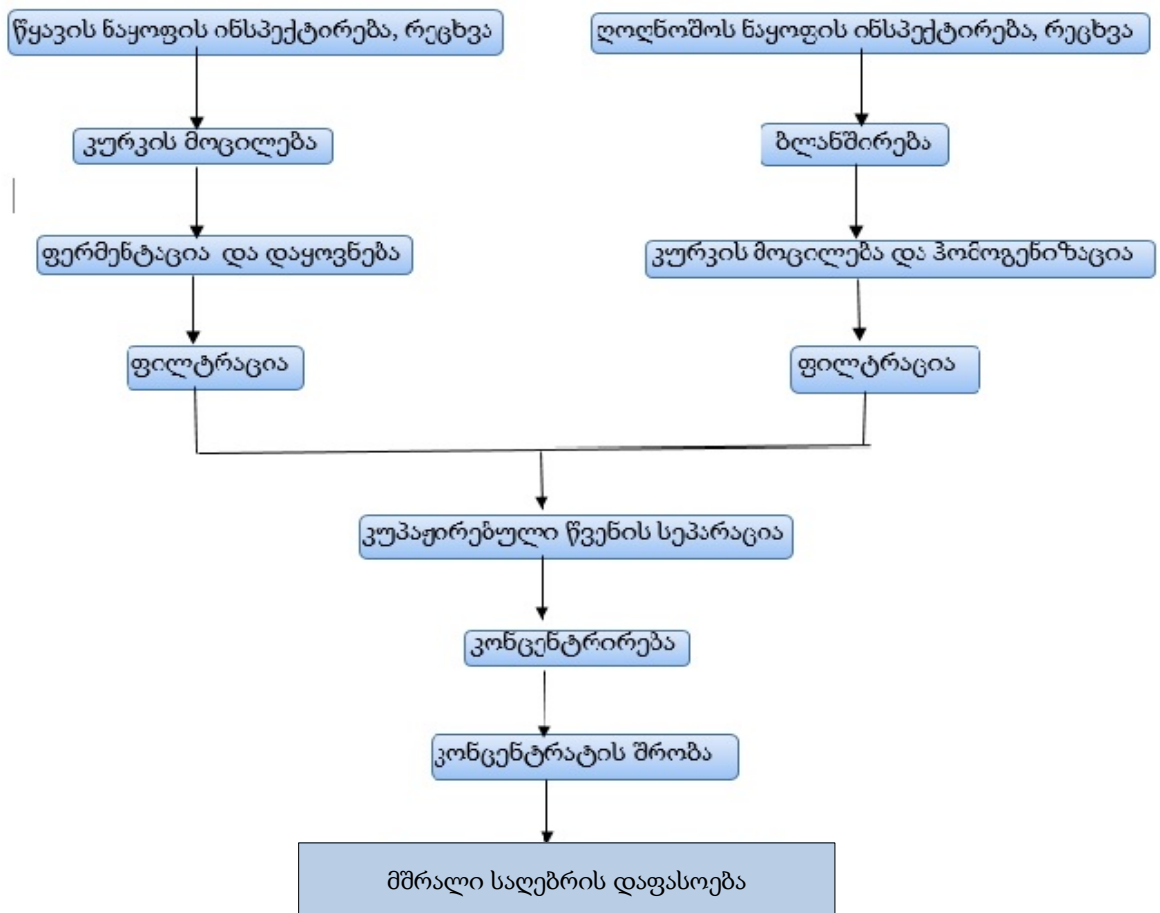 წყავის ნაყოფის ინსპექტირება, რეცხვა
ღოღნოშოს ნაყოფის ინსპექტირება, რეცხვა
კურკის მოცილება
ბლანშირება
ფერმენტაცია და დაყოვნება
კურკის მოცილება და ჰომოგენიზაცია
ფილტრაცია
ფილტრაცია
კუპაჟირებული წვენის სეპარაცია
კონცენტრირება
კონცენტრატის შრობა
მშრალი საღებრის დაფასოება